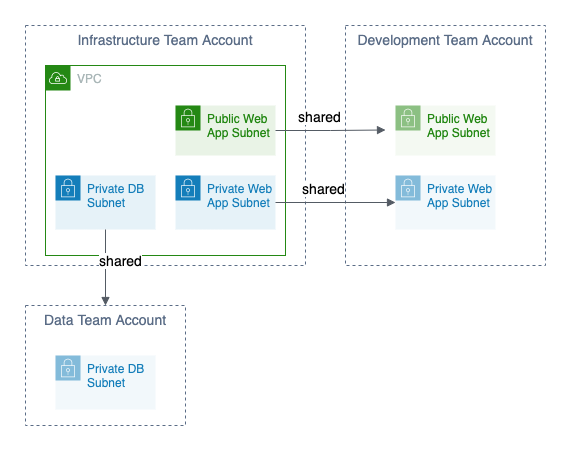 Infrastructure Team Account
Development Team Account
VPC
Public Web
App Subnet
shared
Public Web
App Subnet
Private DB
Subnet
Private Web
App Subnet
shared
Private Web
App Subnet
shared
Data Team Account
Private DB
Subnet